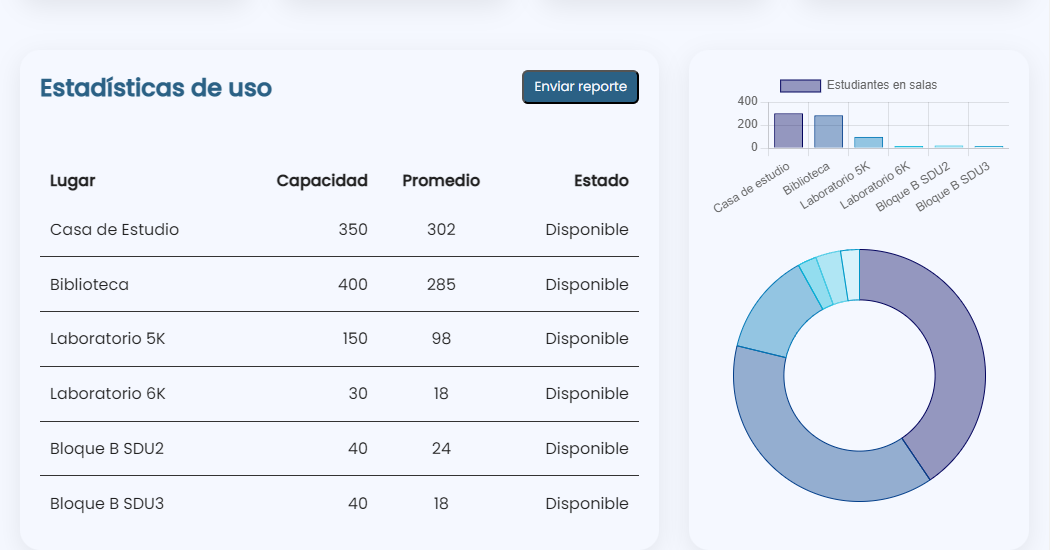 Estadísticas de uso
Enviar reporte
Lugar Capacidad Promedio Estado
Casa de Estudio 350 302 Disponible
Biblioteca 400 285 Disponible
Laboratorio 5K 150 98 Disponible
Laboratorio 6K 30 18 Disponible
Bloque B SDU2 40 24 Disponible
Bloque B SDU3 40 18 Disponible
Estudiantes en salas
400
200
0
Casa de estudio
Biblioteca
Laboratorio 5K
Laboratorio 6K
Bloque B SDU2
Bloque B SDU3